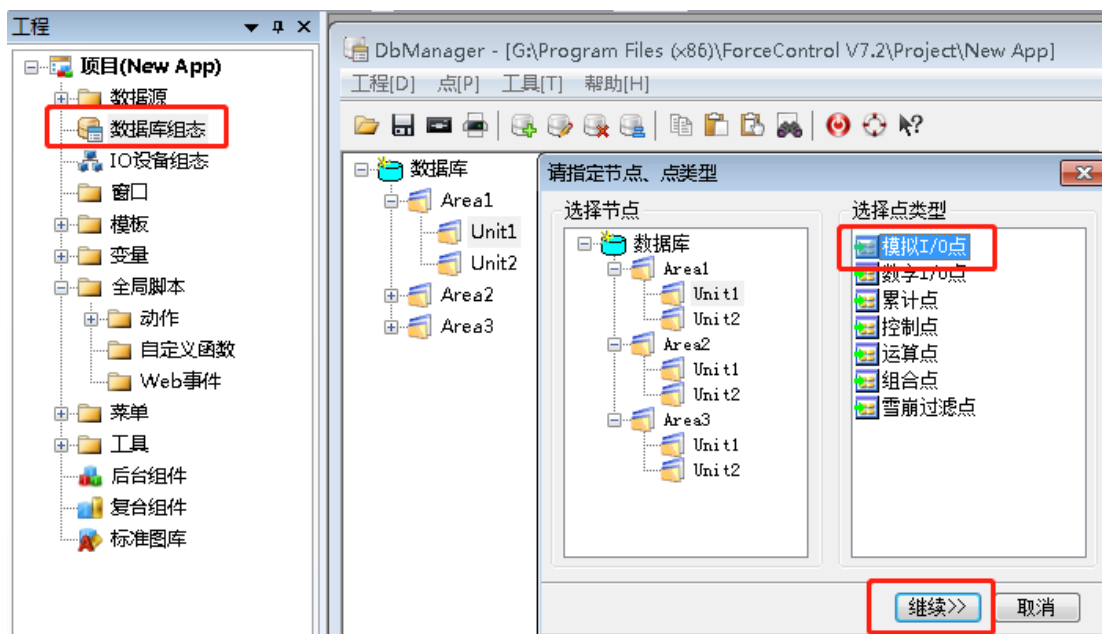 工程
项目(New App)
数据源
数据库组态
IO设备组态
窗口
模板
变量
全局脚本
动作
自定义函数
Web事件
菜单
工具
后台组件
复合组件
标准图库
DbManager - [G:\Program Files (x86)\ForceControl V7.2\Project\New App]
工程[D] 点[P] 工具[T] 帮助[H]
数据库
Area1
Unit1
Unit2
Area2
Area3
请指定节点、点类型
选择节点
数据库
Area1
Unit1
Unit2
Area2
Unit1
Unit2
Area3
Unit1
Unit2
选择点类型
模拟I/O点
数字I/O点
累计点
控制点
运算点
组合点
雪崩过滤点
继续>>
取消